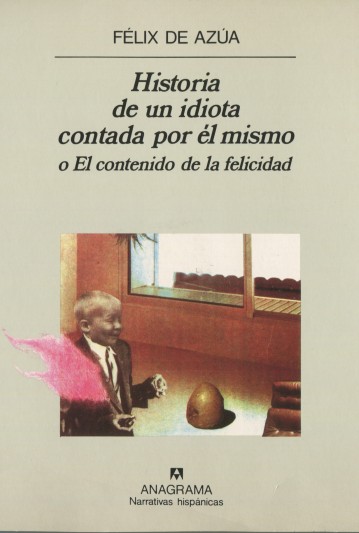 FÉLIX DE AZÚA
Historia
de un idiota
contada por él mismo
o El contenido de la felicidad
ANAGRAMA
Narrativas hispánicas